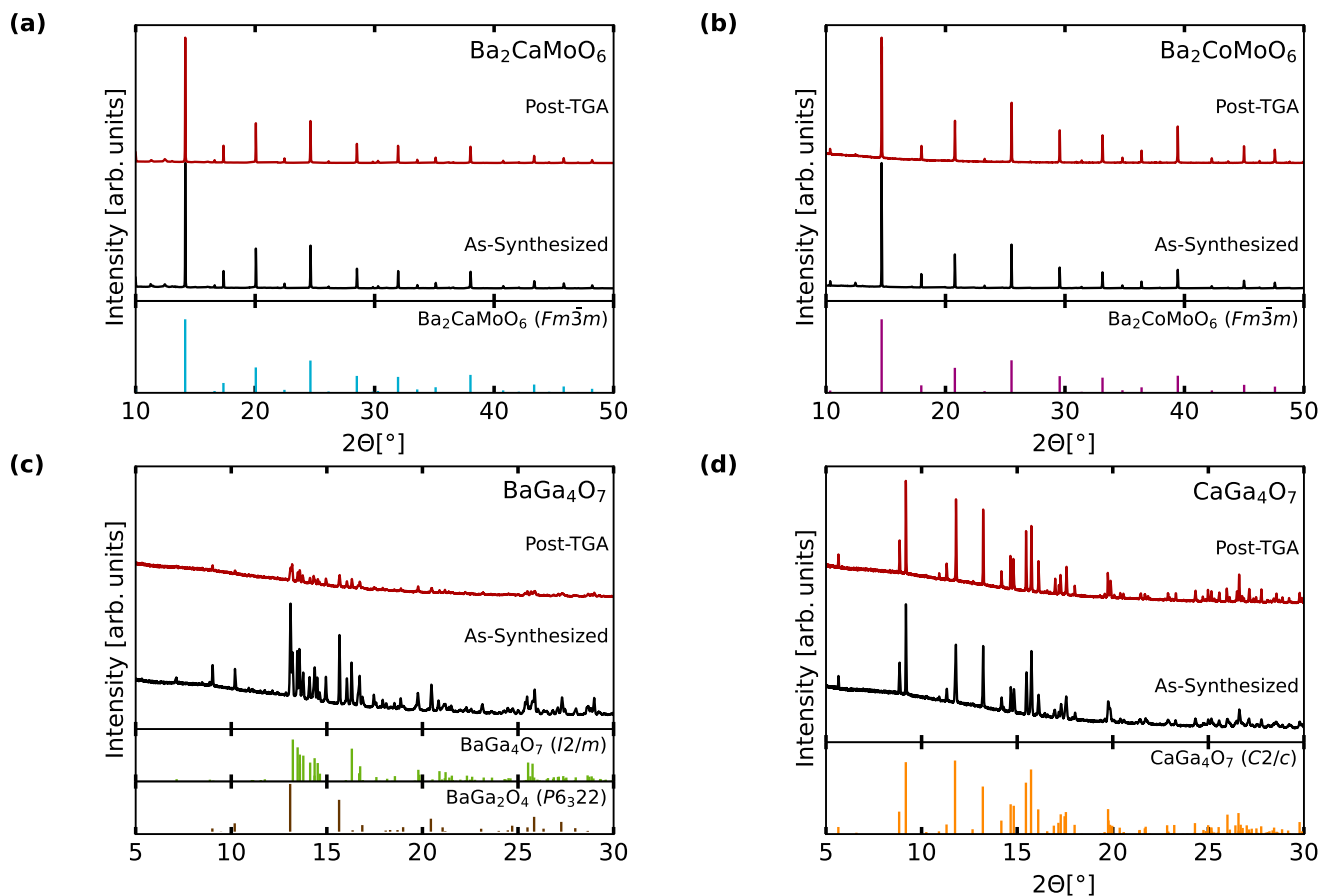 (a)
Ba₂CaMoO₆
Post-TGA
As-Synthesized
Intensity [arb. units]
Ba₂CaMoO₆ (Fm3̄m)
10 20 30 40 50
2Θ[°]
(b)
Ba₂CoMoO₆
Post-TGA
As-Synthesized
Intensity [arb. units]
Ba₂CoMoO₆ (Fm3̄m)
10 20 30 40 50
2Θ[°]
(c)
BaGa₄O₇
Post-TGA
As-Synthesized
Intensity [arb. units]
BaGa₄O₇ (I2/m)
BaGa₂O₄ (P6₃22)
5 10 15 20 25 30
(d)
CaGa₄O₇
Post-TGA
As-Synthesized
Intensity [arb. units]
CaGa₄O₇ (C2/c)
5 10 15 20 25 30
2Θ[°]